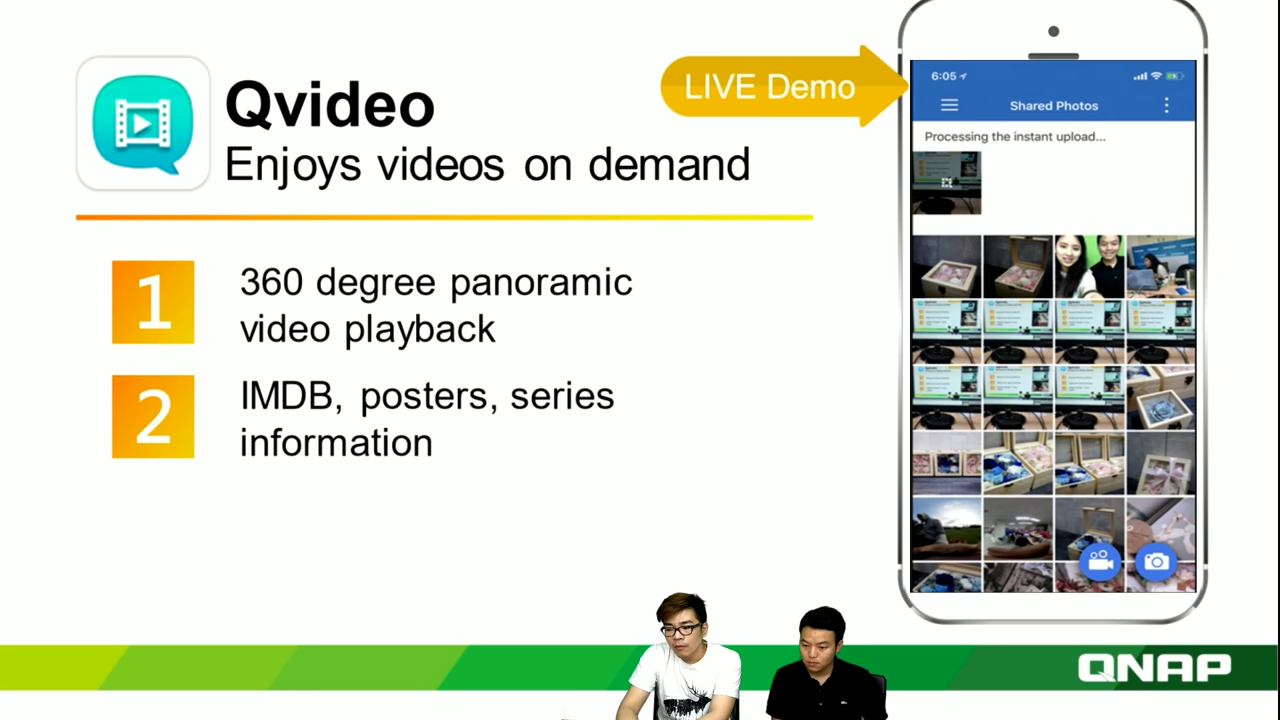 Qvideo
Enjoys videos on demand
LIVE Demo
1
360 degree panoramic
video playback
2
IMDB, posters, series
information
6:05
Shared Photos
Processing the instant upload...
QNAP